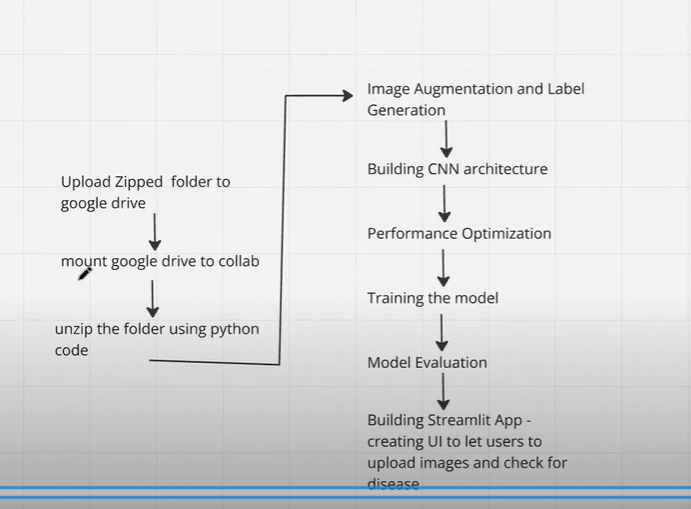 Upload Zipped folder to
google drive
mount google drive to collab
unzip the folder using python
code
Image Augmentation and Label
Generation
Building CNN architecture
Performance Optimization
Training the model
Model Evaluation
Building Streamlit App -
creating UI to let users to
upload images and check for
disease